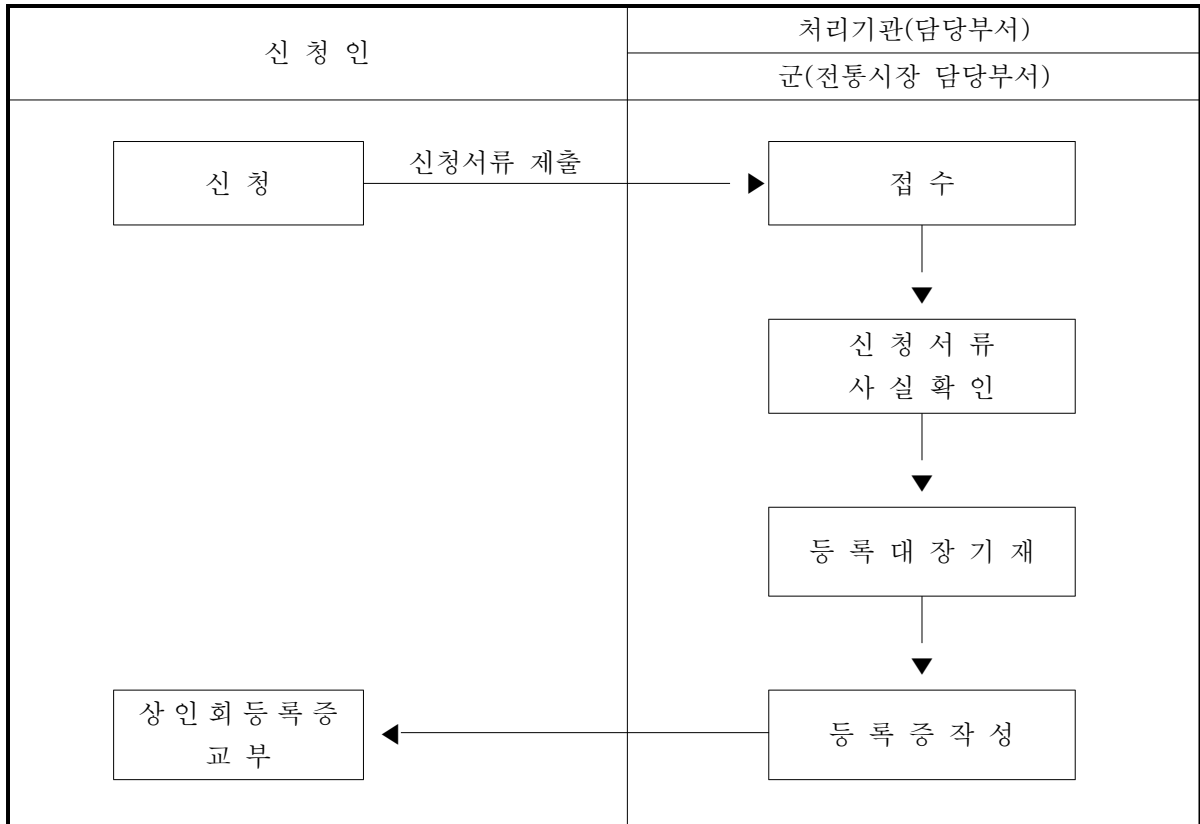 신 청 인
처리기관(담당부서)
군(전통시장 담당부서)
신 청
신청서류 제출
접 수
신 청 서 류
사 실 확 인
등 록 대 장 기 재
상 인 회 등 록 증
교 부
등 록 증 작 성